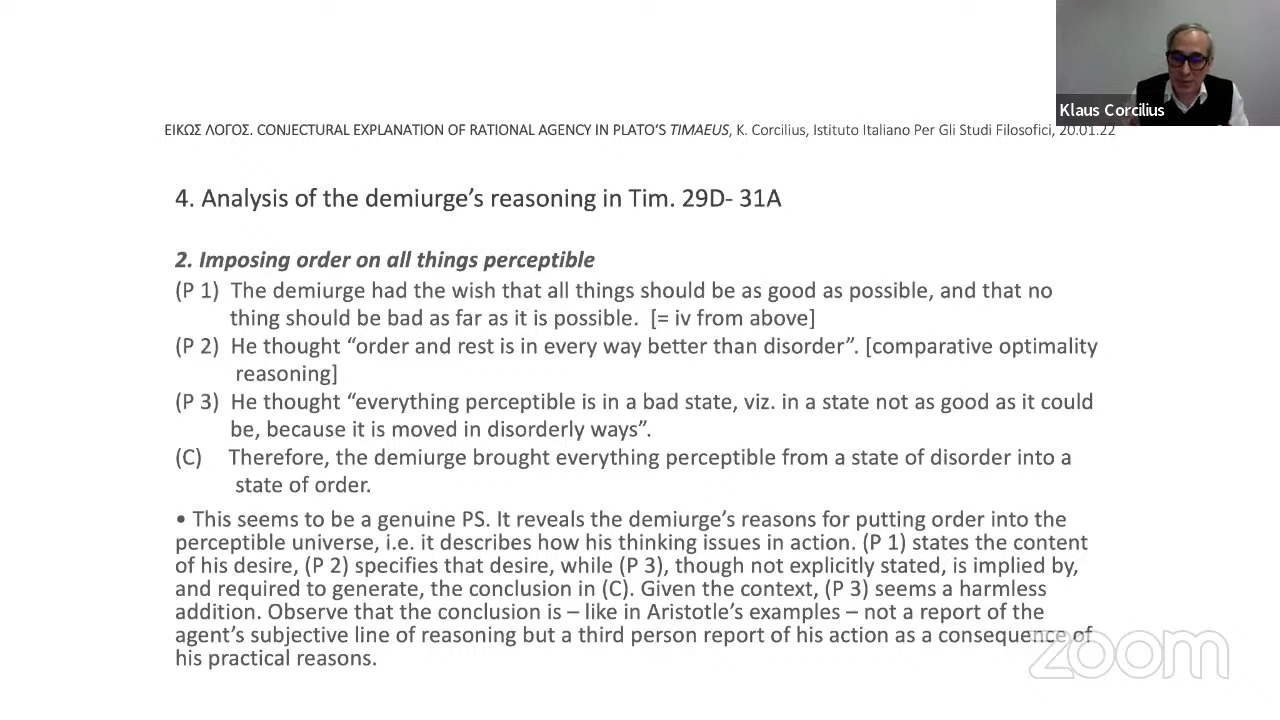 Klaus Corcilius
ΕΙΚΩΣ ΛΟΓΟΣ. CONJECTURAL EXPLANATION OF RATIONAL AGENCY IN PLATO‘S TIMAEUS, K. Corcilius, Istituto Italiano Per Gli Studi Filosofici, 20.01.22
4. Analysis of the demiurge’s reasoning in Tim. 29D- 31A
2. Imposing order on all things perceptible
(P 1) The demiurge had the wish that all things should be as good as possible, and that no
thing should be bad as far as it is possible. [= iv from above]
(P 2) He thought “order and rest is in every way better than disorder”. [comparative optimality
reasoning]
(P 3) He thought “everything perceptible is in a bad state, viz. in a state not as good as it could
be, because it is moved in disorderly ways”.
(C) Therefore, the demiurge brought everything perceptible from a state of disorder into a
state of order.
• This seems to be a genuine PS. It reveals the demiurge’s reasons for putting order into the
perceptible universe, i.e. it describes how his thinking issues in action. (P 1) states the content
of his desire, (P 2) specifies that desire, while (P 3), though not explicitly stated, is implied by,
and required to generate, the conclusion in (C). Given the context, (P 3) seems a harmless
addition. Observe that the conclusion is – like in Aristotle’s examples – not a report of the
agent’s subjective line of reasoning but a third person report of his action as a consequence of
his practical reasons.
zoom